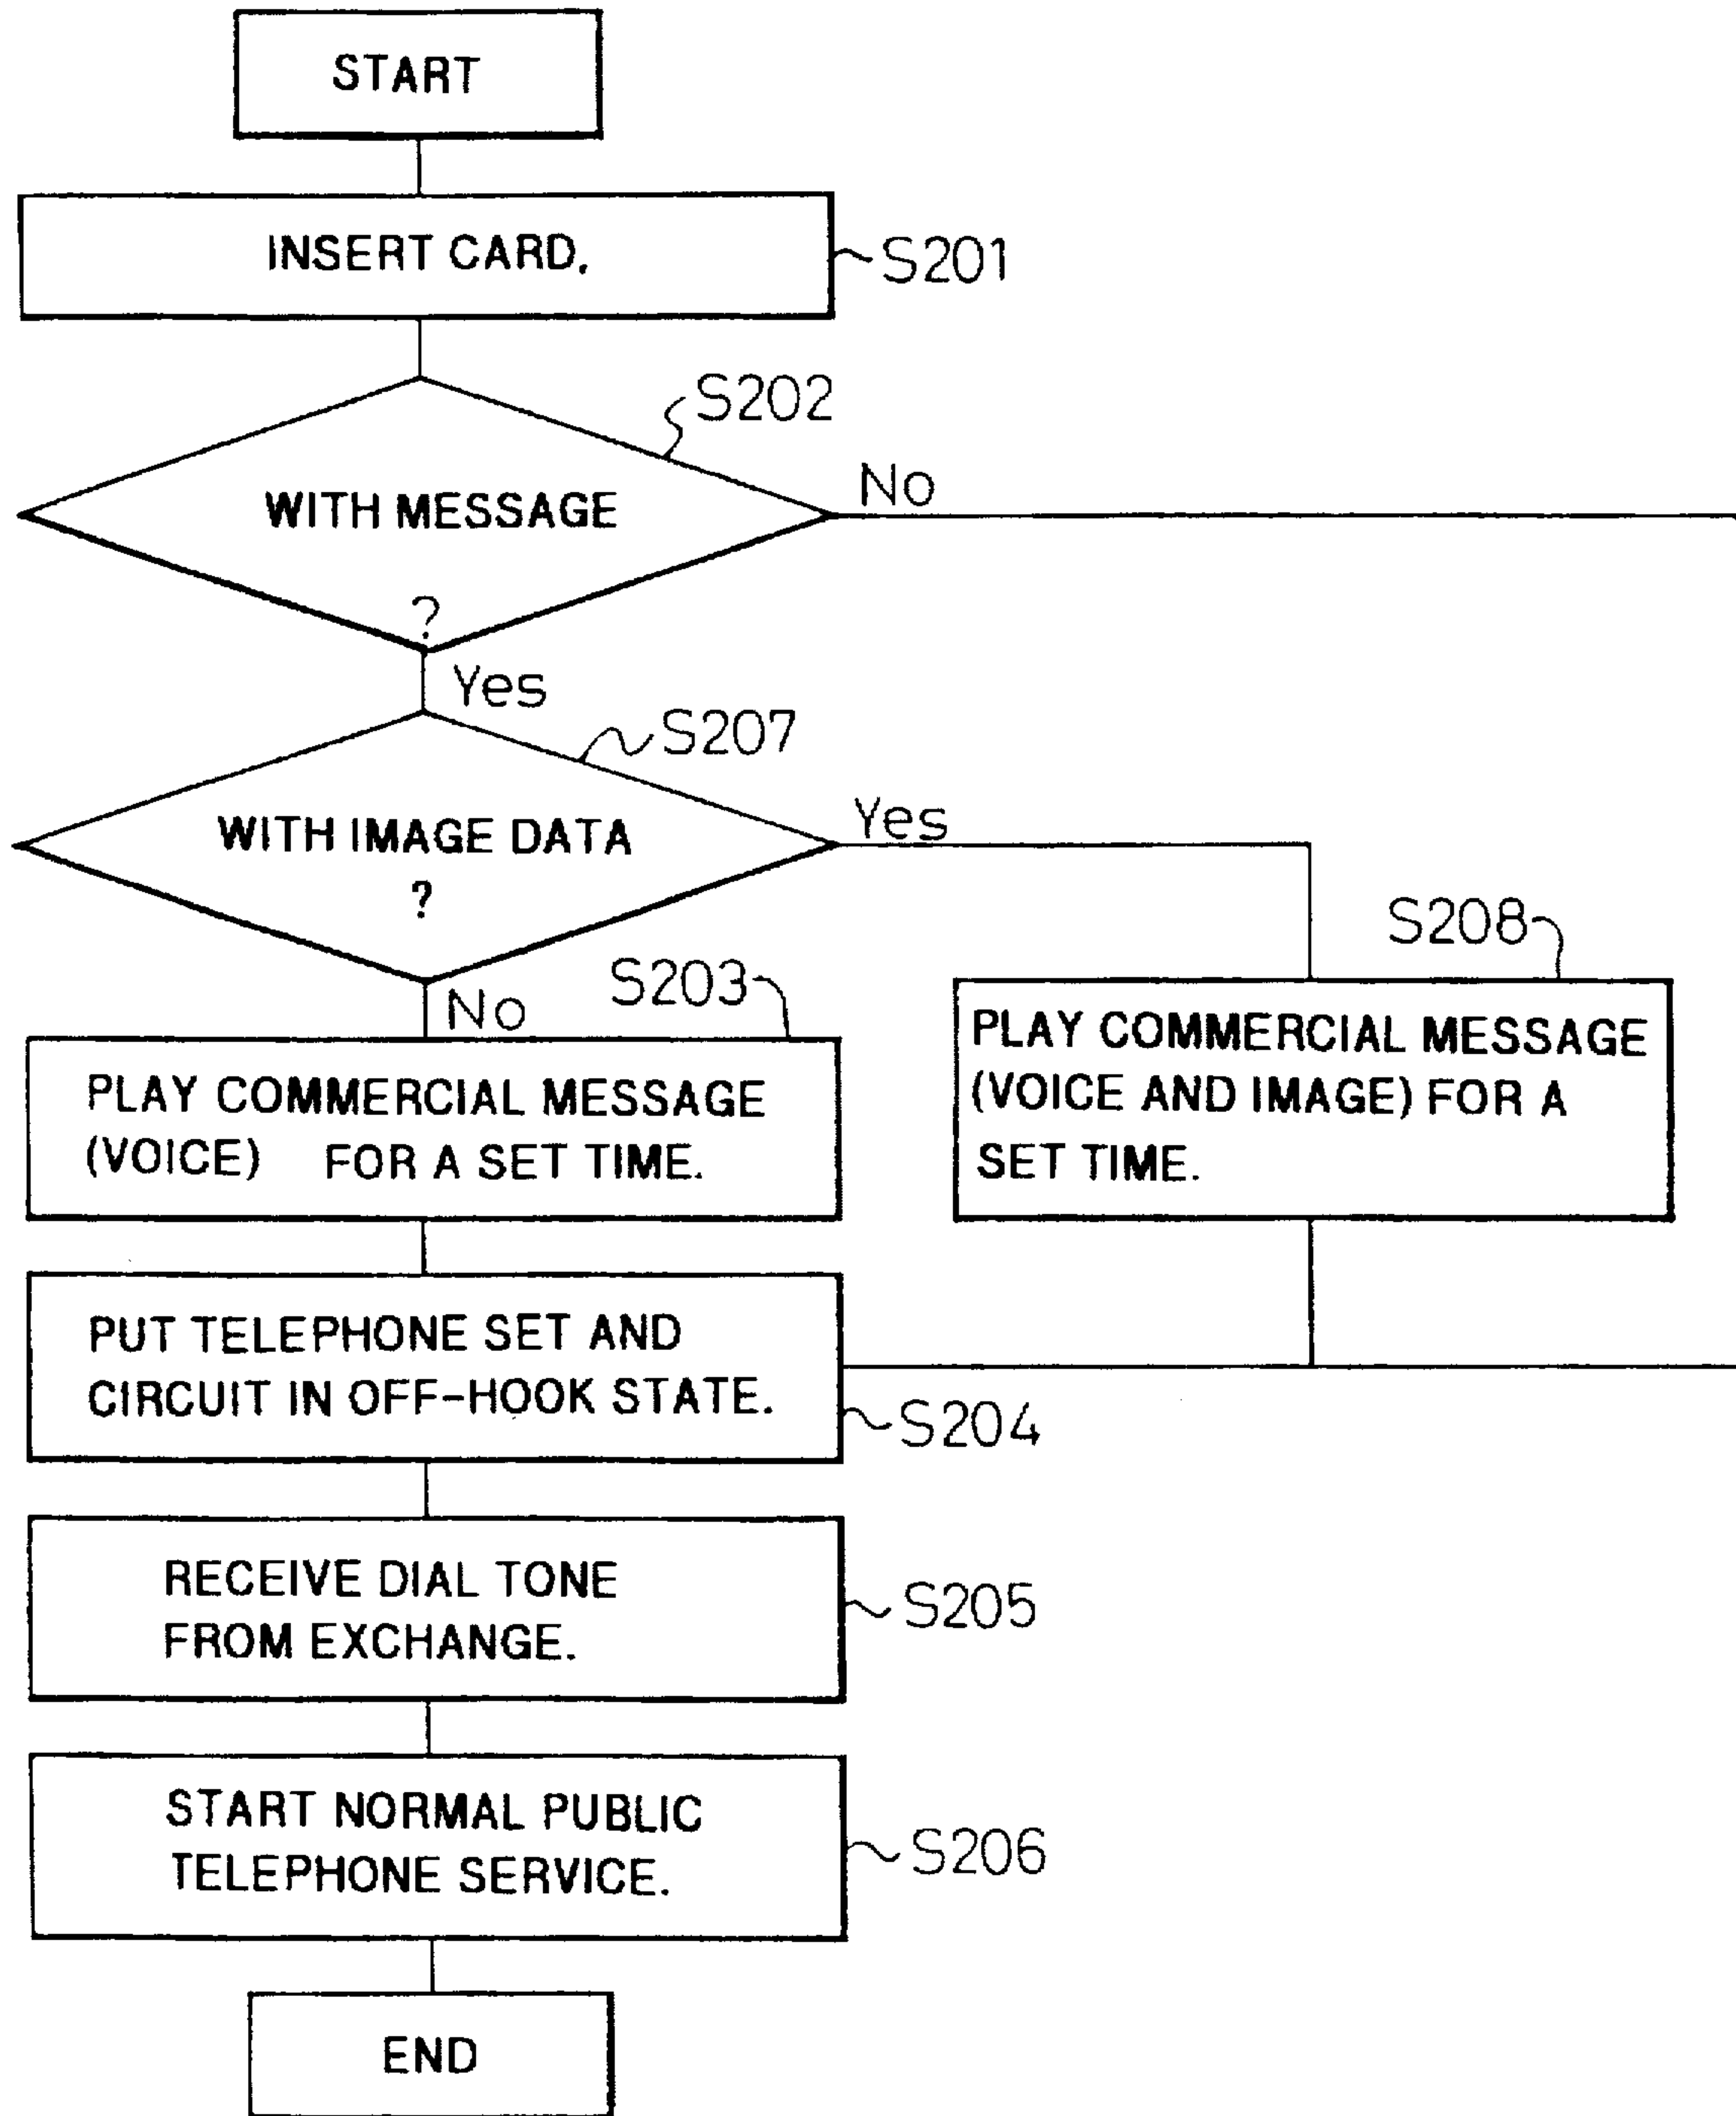 START
INSERT CARD.
S201
S202
WITH MESSAGE
No
?
Yes
S207
WITH IMAGE DATA
Yes
?
S208
S203
No
PLAY COMMERCIAL MESSAGE
(VOICE) FOR A SET TIME.
PLAY COMMERCIAL MESSAGE
(VOICE AND IMAGE) FOR A
SET TIME.
PUT TELEPHONE SET AND
CIRCUIT IN OFF-HOOK STATE.
S204
RECEIVE DIAL TONE
FROM EXCHANGE.
S205
START NORMAL PUBLIC
TELEPHONE SERVICE.
S206
END